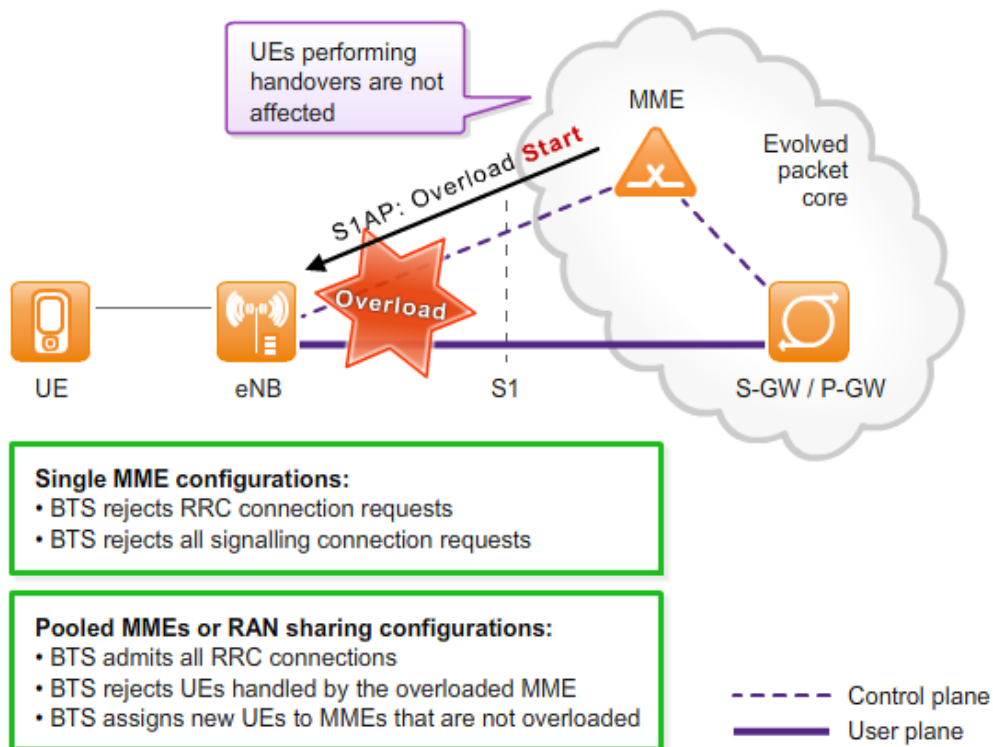 UEs performing
handovers are not
affected
MME
Evolved
packet
core
S1AP: Overload Start
Overload
UE
eNB
S1
S-GW / P-GW
Single MME configurations:
• BTS rejects RRC connection requests
• BTS rejects all signalling connection requests
Pooled MMEs or RAN sharing configurations:
• BTS admits all RRC connections
• BTS rejects UEs handled by the overloaded MME
• BTS assigns new UEs to MMEs that are not overloaded
Control plane
User plane